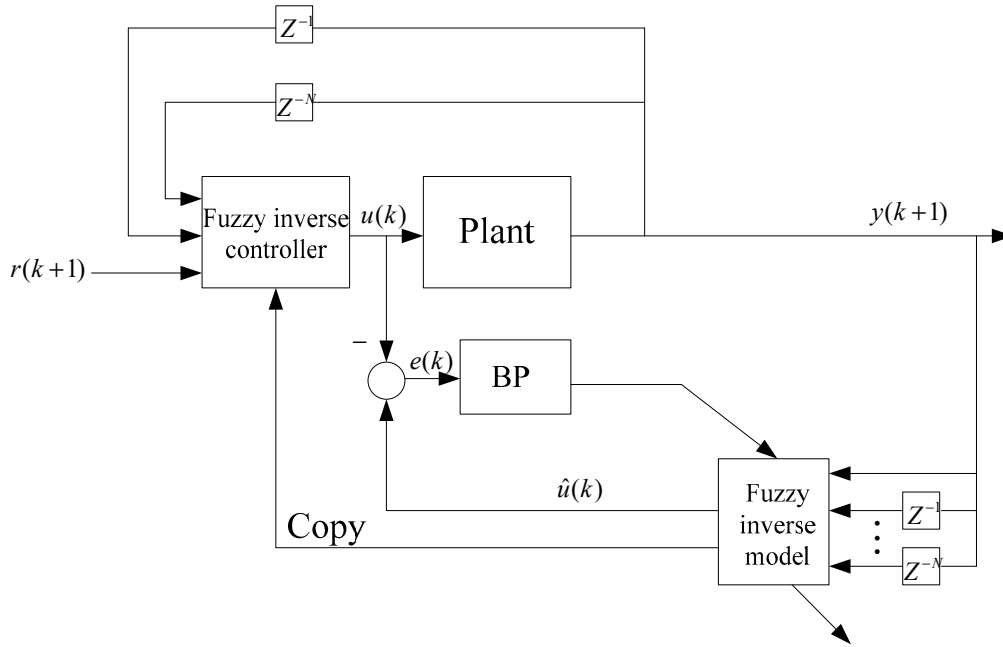 Z⁻¹
Z⁻ᴺ
Fuzzy inverse
controller
u(k)
Plant
y(k+1)
r(k+1)
−
e(k)
BP
û(k)
Fuzzy
inverse
model
Z⁻¹
⋮
Z⁻ᴺ
Copy